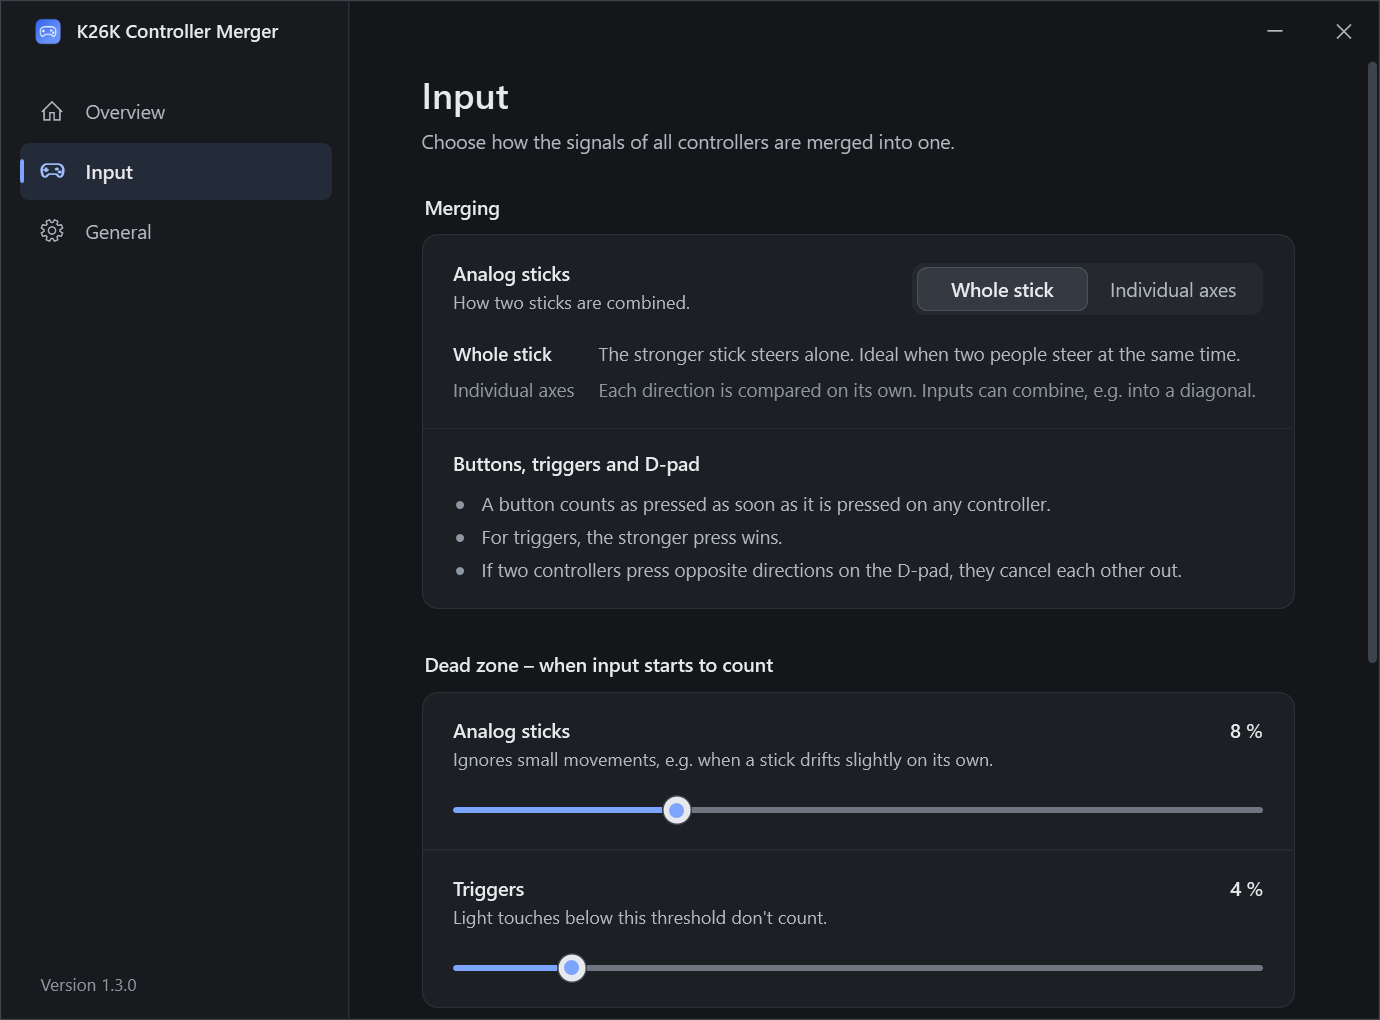 K26K Controller Merger
Overview
Input
General
Version 1.3.0
Input
Choose how the signals of all controllers are merged into one.
Merging
Analog sticks
How two sticks are combined.
Whole stick Individual axes
Whole stick The stronger stick steers alone. Ideal when two people steer at the same time.
Individual axes Each direction is compared on its own. Inputs can combine, e.g. into a diagonal.
Buttons, triggers and D-pad
• A button counts as pressed as soon as it is pressed on any controller.
• For triggers, the stronger press wins.
• If two controllers press opposite directions on the D-pad, they cancel each other out.
Dead zone – when input starts to count
Analog sticks 8 %
Ignores small movements, e.g. when a stick drifts slightly on its own.
Triggers 4 %
Light touches below this threshold don't count.